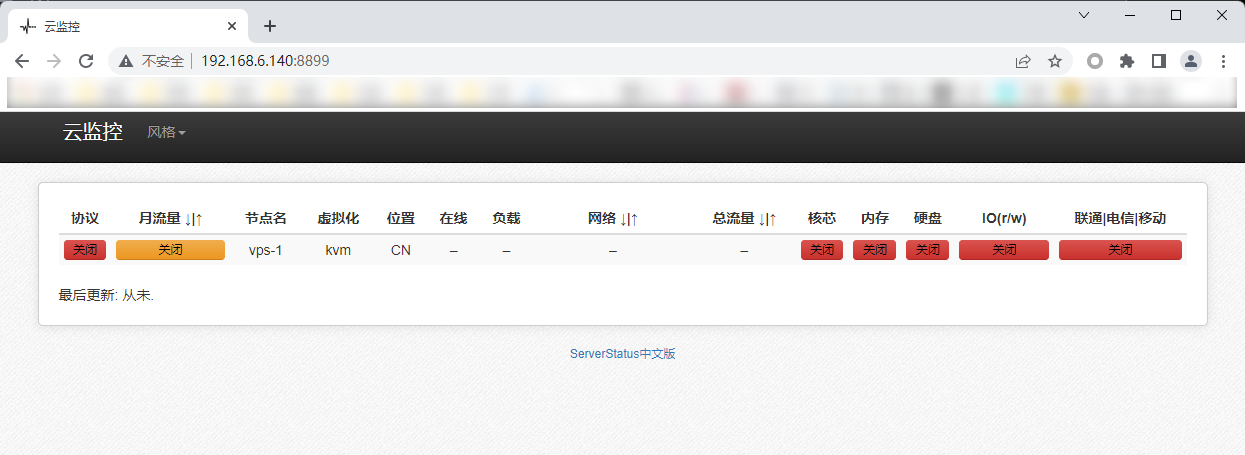 云监控
不安全 192.168.6.140:8899
云监控 风格
协议 月流量 ↓|↑ 节点名 虚拟化 位置 在线 负载 网络 ↓|↑ 总流量 ↓|↑ 核芯 内存 硬盘 IO(r/w) 联通|电信|移动
关闭 关闭 vps-1 kvm CN – – – – 关闭 关闭 关闭 关闭 关闭
最后更新: 从未.
ServerStatus中文版